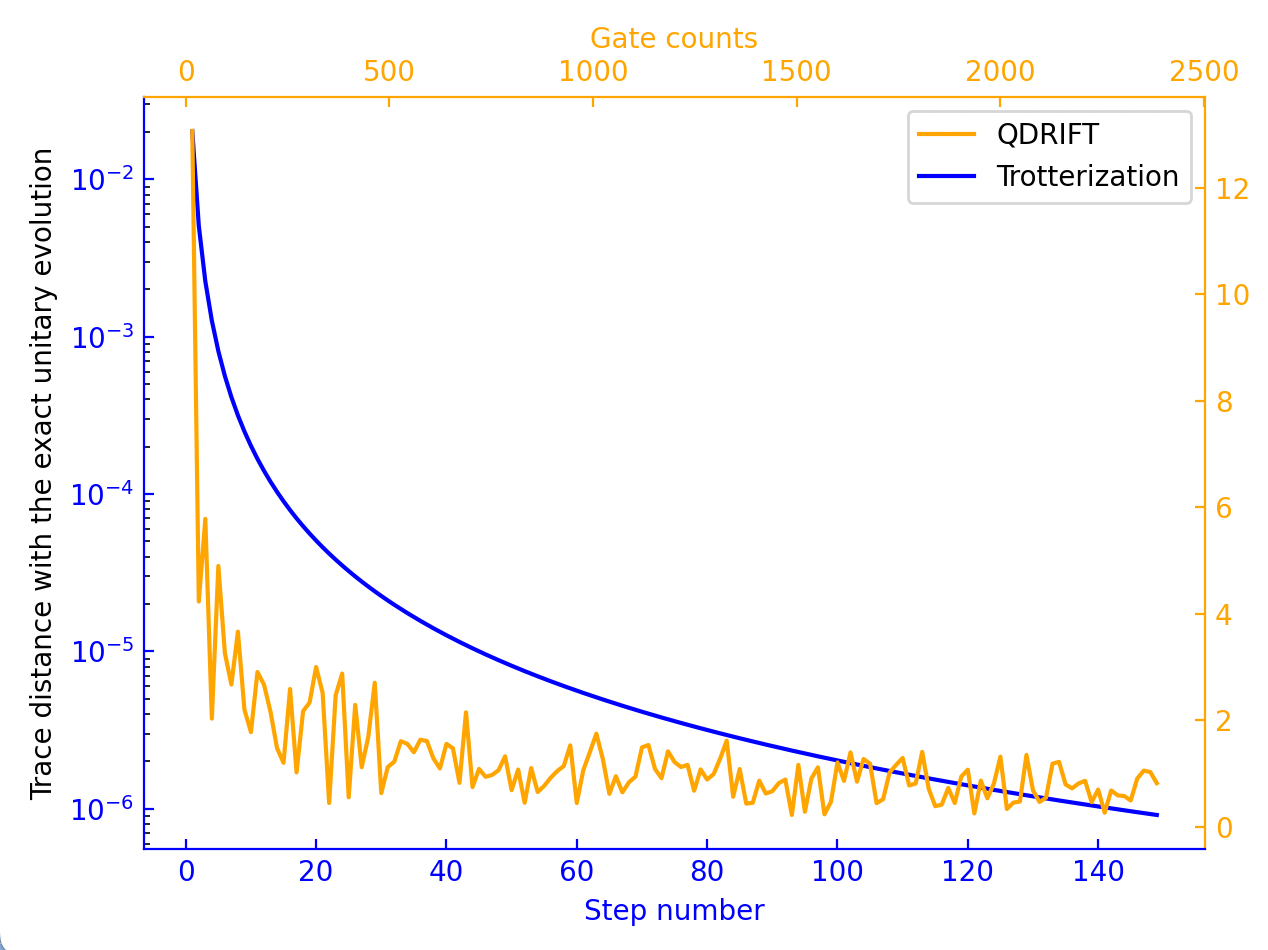 Gate counts
0 500 1000 1500 2000 2500
Trace distance with the exact unitary evolution
10⁻²
10⁻³
10⁻⁴
10⁻⁵
10⁻⁶
QDRIFT
Trotterization
12
10
8
6
4
2
0
0 20 40 60 80 100 120 140
Step number